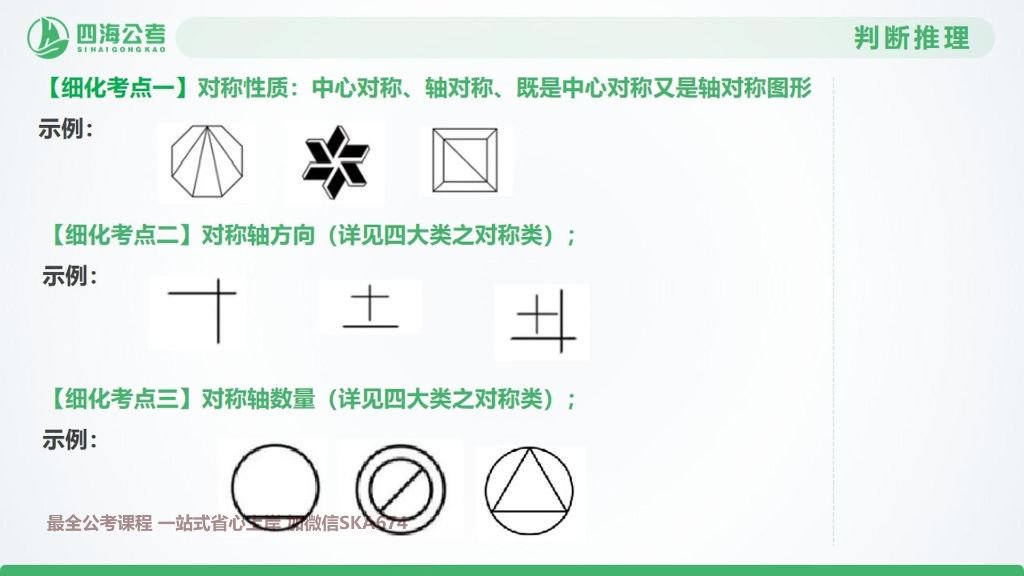 四海公考
SIHAIGONGKAO
判断推理
【细化考点一】对称性质：中心对称、轴对称、既是中心对称又是轴对称图形
示例：
【细化考点二】对称轴方向（详见四大类之对称类）；
示例：
【细化考点三】对称轴数量（详见四大类之对称类）；
示例：
最全公考课程 一站式省心上岸 加微信SKA674